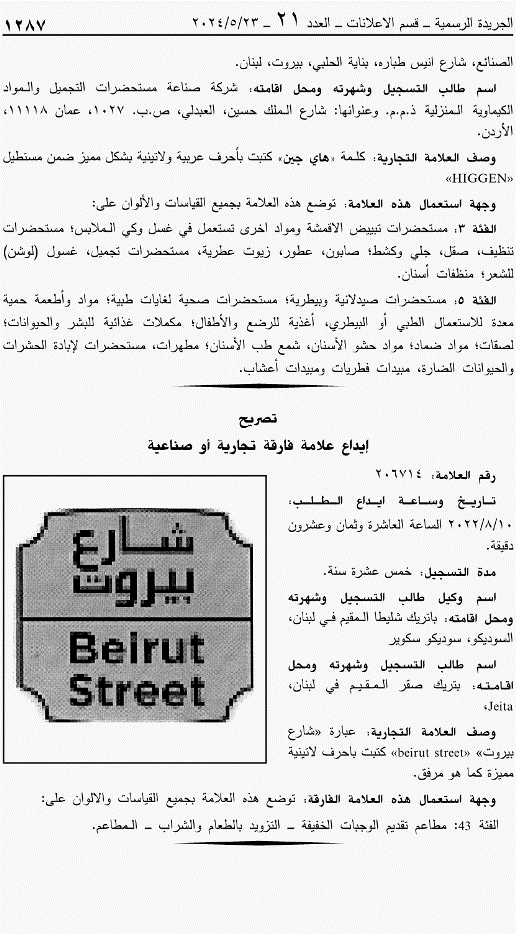 الجريدة الرسمية ــ قسم الاعلانات ــ العدد ٢١ ــ ٢٠٢٤/٥/٢٣
١٢٨٧
الصنائع، شارع انيس طباره، بناية الحلبي، بيروت، لبنان.
اسم طالب التسجيل وشهرته ومحل اقامته: شركة صناعة مستحضرات التجميل والمواد
الكيماوية المنزلية ذ.م.م. وعنوانها: شارع الملك حسين، العبدلي، ص.ب. ١٠٢٧، عمان ١١١١٨،
الأردن.
وصف العلامة التجارية: كلمة «هاي جين» كتبت بأحرف عربية ولاتينية بشكل مميز ضمن مستطيل
«HIGGEN»
وجهة استعمال هذه العلامة: توضع هذه العلامة بجميع القياسات والألوان على:
الفئة ٣: مستحضرات تبييض الاقمشة ومواد اخرى تستعمل في غسل وكي الملابس؛ مستحضرات
تنظيف، صقل، جلي وكشط؛ صابون، عطور، زيوت عطرية، مستحضرات تجميل، غسول (لوشن)
للشعر؛ منظفات أسنان.
الفئة ٥: مستحضرات صيدلانية وبيطرية؛ مستحضرات صحية لغايات طبية؛ مواد وأطعمة حمية
معدة للاستعمال الطبي أو البيطري، أغذية للرضع والأطفال؛ مكملات غذائية للبشر والحيوانات؛
لصقات؛ مواد ضماد؛ مواد حشو الأسنان، شمع طب الأسنان؛ مطهرات، مستحضرات لإبادة الحشرات
والحيوانات الضارة، مبيدات فطريات ومبيدات أعشاب.
تصريح
إيداع علامة فارقة تجارية أو صناعية
رقم العلامة: ٢٠٦٧١٤
تاريخ وساعة ايداع الطلب:
٢٠٢٢/٨/١٠ الساعة العاشرة وثمان وعشرون
دقيقة.
مدة التسجيل: خمس عشرة سنة.
اسم وكيل طالب التسجيل وشهرته
ومحل اقامته: باتريك شليطا المقيم في لبنان،
السوديكو، سوديكو سكوير
اسم طالب التسجيل وشهرته ومحل
اقامته: بتريك صقر المقيم في لبنان،
Jeita،
وصف العلامة التجارية: عبارة «شارع
بيروت» «beirut street» كتبت باحرف لاتينية
مميزة كما هو مرفق.
شارع
بيروت
Beirut
Street
وجهة استعمال هذه العلامة الفارقة: توضع هذه العلامة بجميع القياسات والالوان على:
الفئة 43: مطاعم تقديم الوجبات الخفيفة ــ التزويد بالطعام والشراب ــ المطاعم.